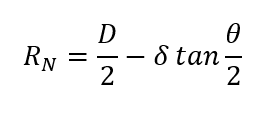 R_N = D/2 − δ tan θ/2